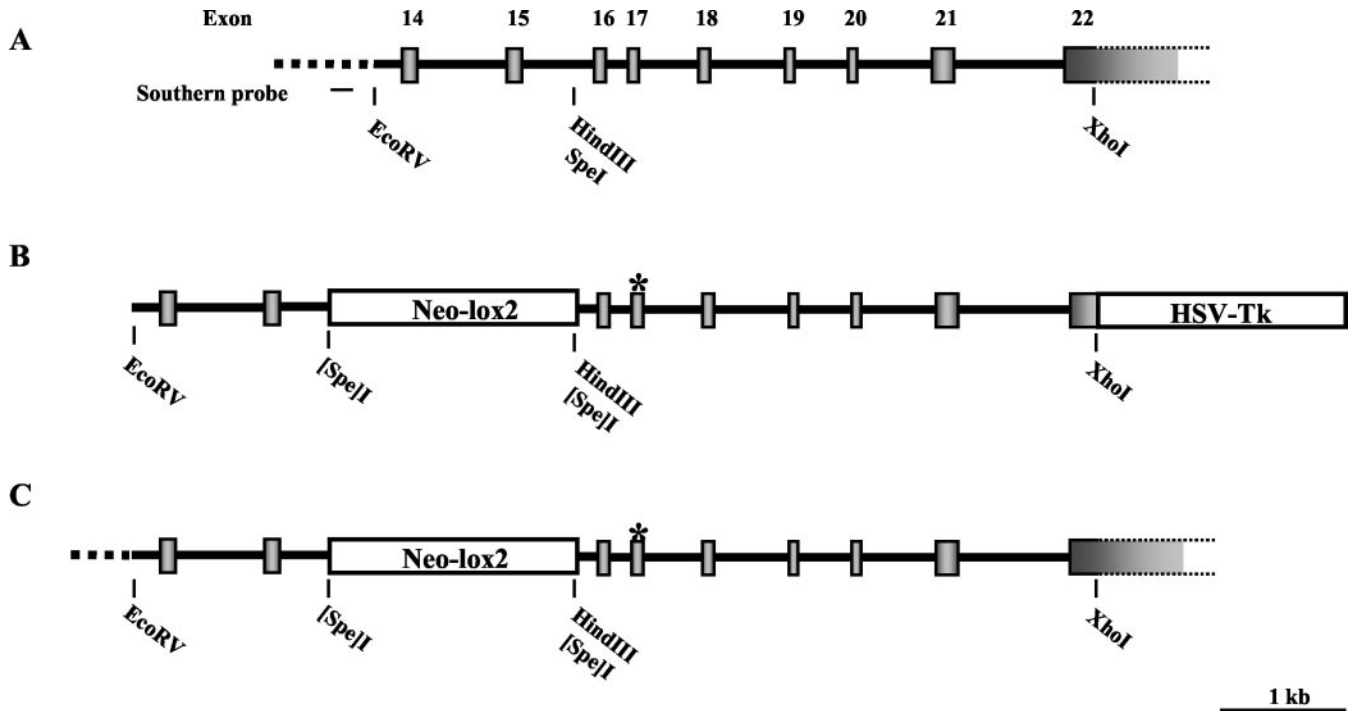 Exon 14 15 16 17 18 19 20 21 22
A
Southern probe
EcoRV
HindIII
SpeI
XhoI
B
*
Neo-lox2
HSV-Tk
EcoRV
[Spe]I
HindIII
[Spe]I
XhoI
C
*
Neo-lox2
EcoRV
[Spe]I
HindIII
[Spe]I
XhoI
1 kb